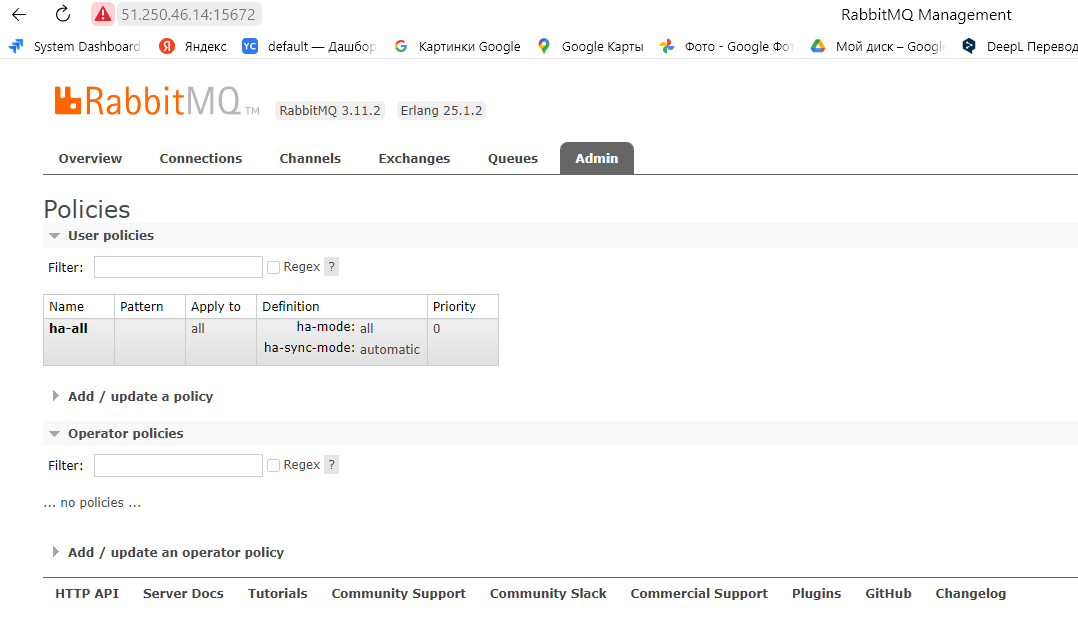 51.250.46.14:15672 RabbitMQ Management
System Dashboard Яндекс default — Дашбор Картинки Google Google Карты Фото - Google Фот Мой диск – Google DeepL Перевод
RabbitMQ TM RabbitMQ 3.11.2 Erlang 25.1.2
Overview Connections Channels Exchanges Queues Admin
Policies
User policies
Filter: Regex ?
Name Pattern Apply to Definition Priority
ha-all all ha-mode: all 0
ha-sync-mode: automatic
Add / update a policy
Operator policies
Filter: Regex ?
... no policies ...
Add / update an operator policy
HTTP API Server Docs Tutorials Community Support Community Slack Commercial Support Plugins GitHub Changelog